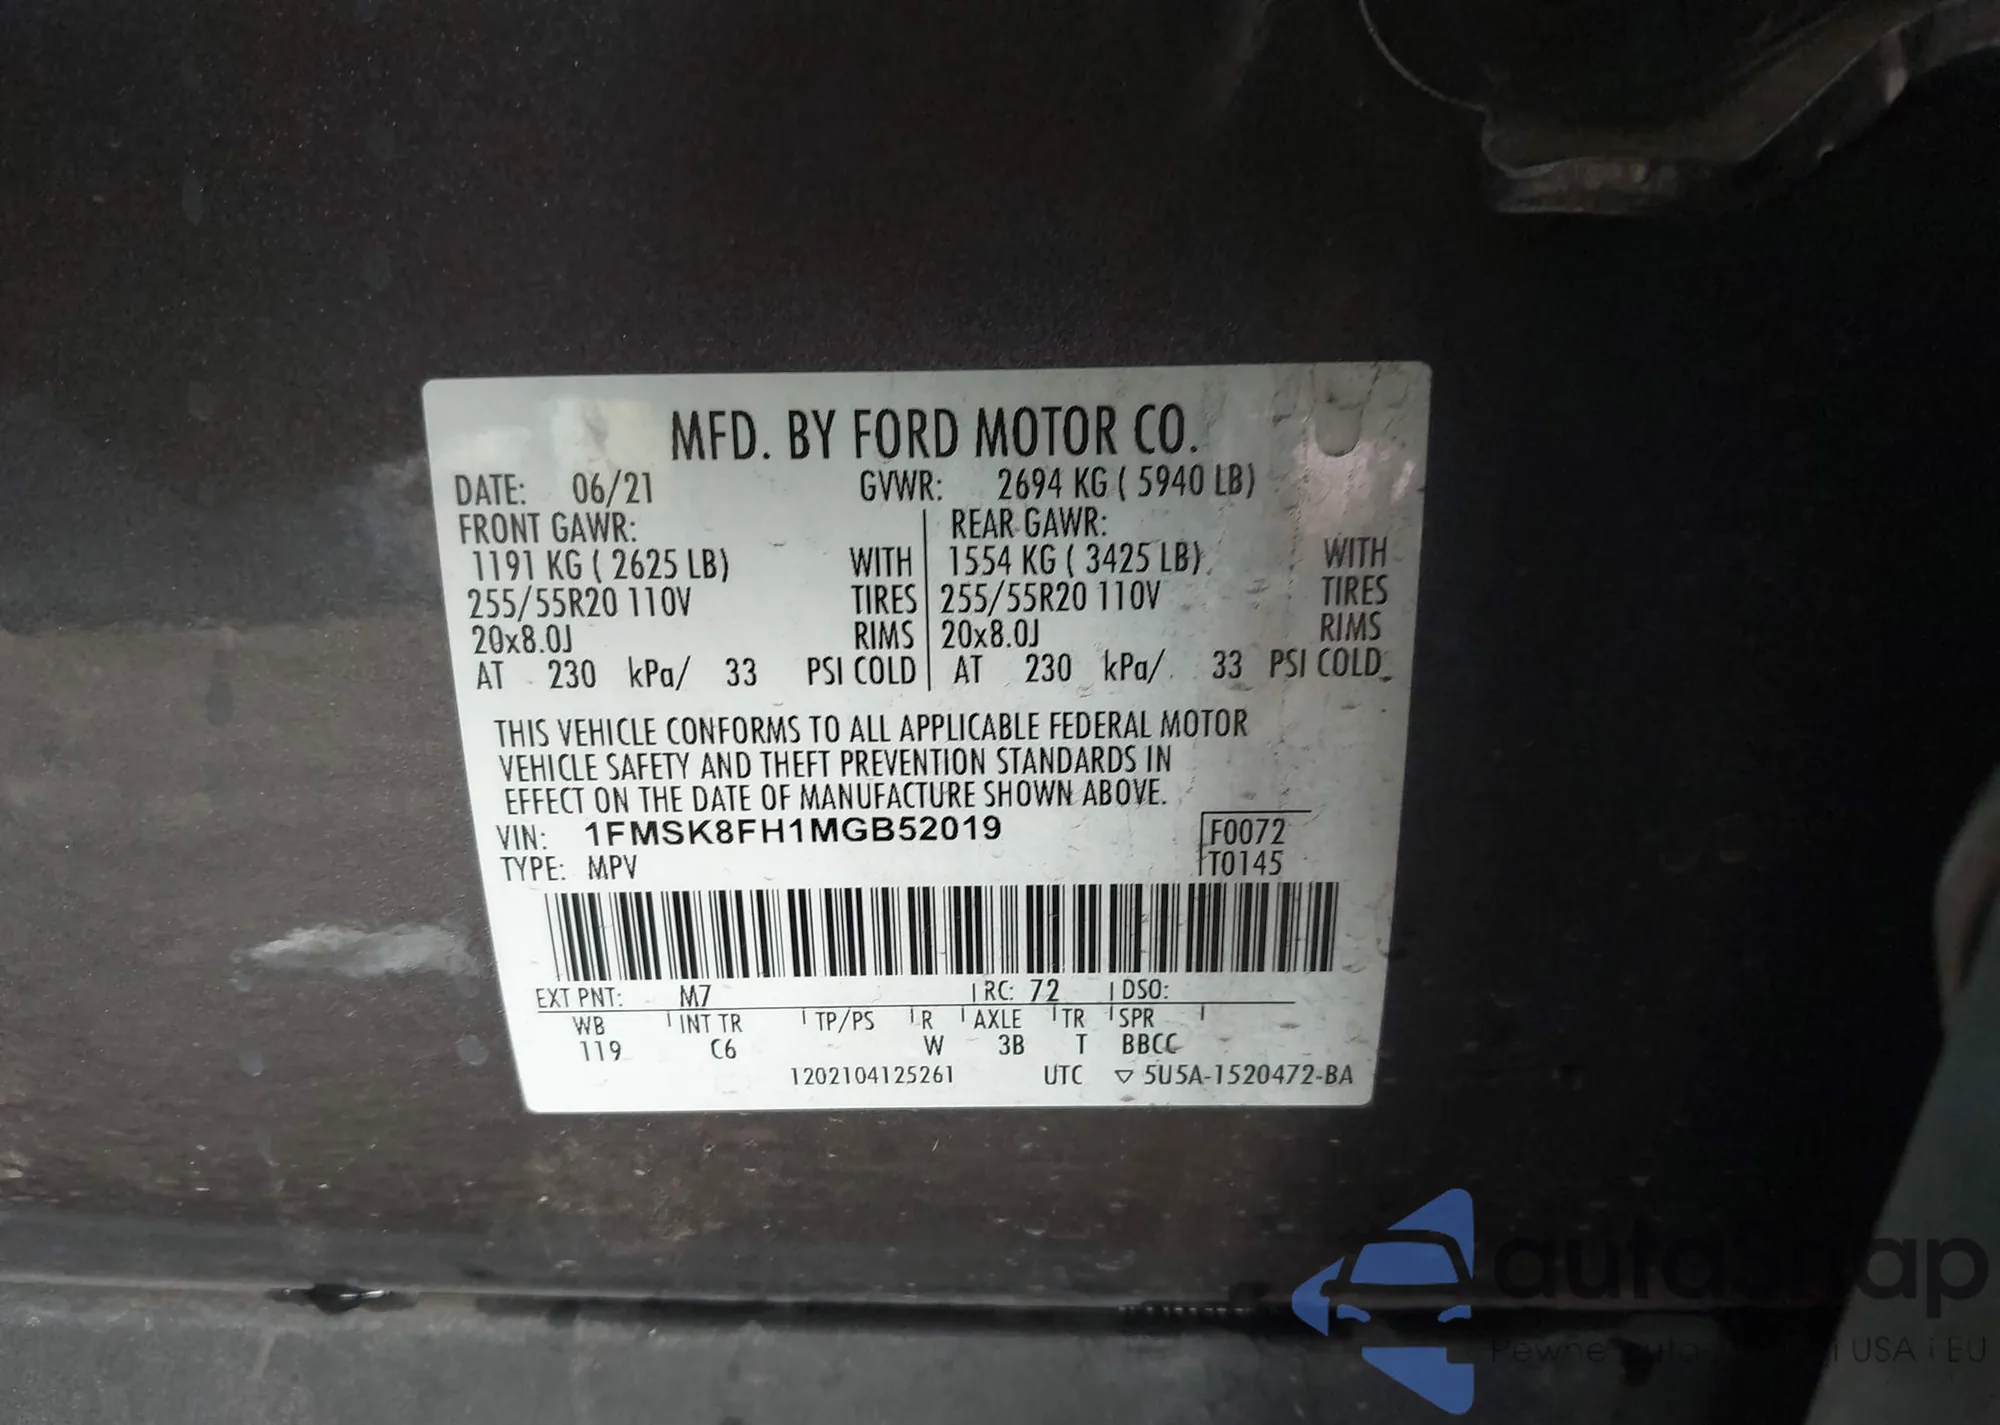 MFD. BY FORD MOTOR CO.
DATE: 06/21 GVWR: 2694 KG ( 5940 LB)
FRONT GAWR: REAR GAWR:
1191 KG ( 2625 LB) WITH 1554 KG ( 3425 LB) WITH
255/55R20 110V TIRES 255/55R20 110V TIRES
20x8.0J RIMS 20x8.0J RIMS
AT 230 kPa/ 33 PSI COLD AT 230 kPa/ 33 PSI COLD
THIS VEHICLE CONFORMS TO ALL APPLICABLE FEDERAL MOTOR
VEHICLE SAFETY AND THEFT PREVENTION STANDARDS IN
EFFECT ON THE DATE OF MANUFACTURE SHOWN ABOVE.
VIN: 1FMSK8FH1MGB52019 F0072
TYPE: MPV T0145
EXT PNT: M7 RC: 72 DSO:
WB INT TR TP/PS R AXLE TR SPR
119 C6 W 3B T BBCC
1202104125261 UTC ▽ 5U5A-1520472-BA
autosnap
Pewne auta i USA i EU